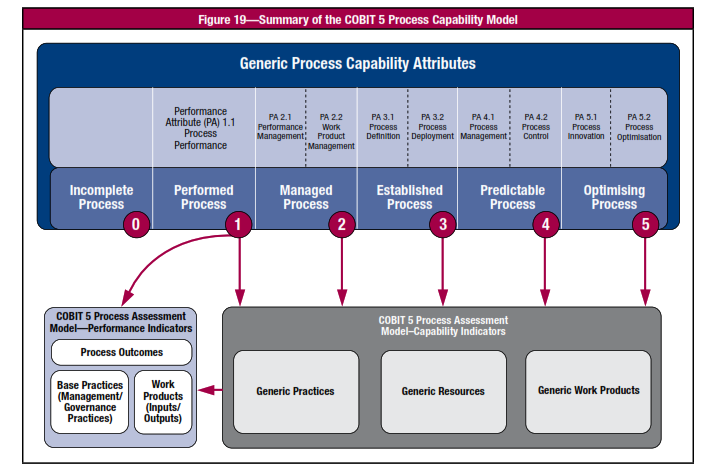 Figure 19—Summary of the COBIT 5 Process Capability Model
Generic Process Capability Attributes
Performance
Attribute (PA) 1.1
Process
Performance
PA 2.1
Performance
Management
PA 2.2
Work
Product
Management
PA 3.1
Process
Definition
PA 3.2
Process
Deployment
PA 4.1
Process
Management
PA 4.2
Process
Control
PA 5.1
Process
Innovation
PA 5.2
Process
Optimisation
Incomplete
Process
0
Performed
Process
1
Managed
Process
2
Established
Process
3
Predictable
Process
4
Optimising
Process
5
COBIT 5 Process Assessment
Model—Performance Indicators
Process Outcomes
Base Practices
(Management/
Governance
Practices)
Work
Products
(Inputs/
Outputs)
COBIT 5 Process Assessment
Model–Capability Indicators
Generic Practices
Generic Resources
Generic Work Products